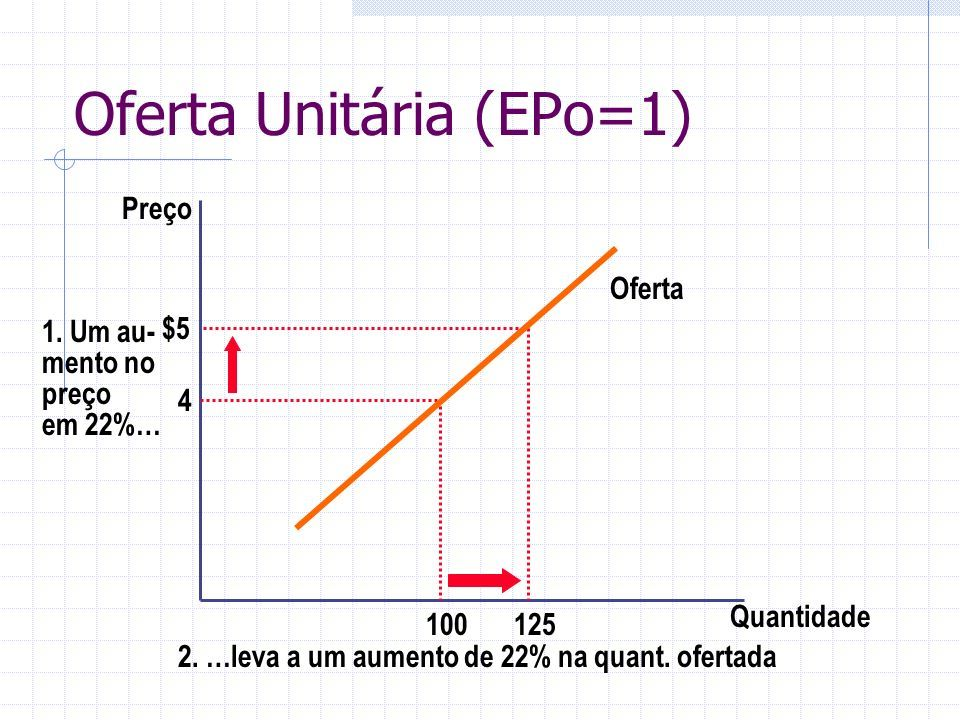 Oferta Unitária (EPo=1)
Preço
Oferta
1. Um au-
mento no
preço
em 22%…
$5
4
100
125
Quantidade
2. …leva a um aumento de 22% na quant. ofertada